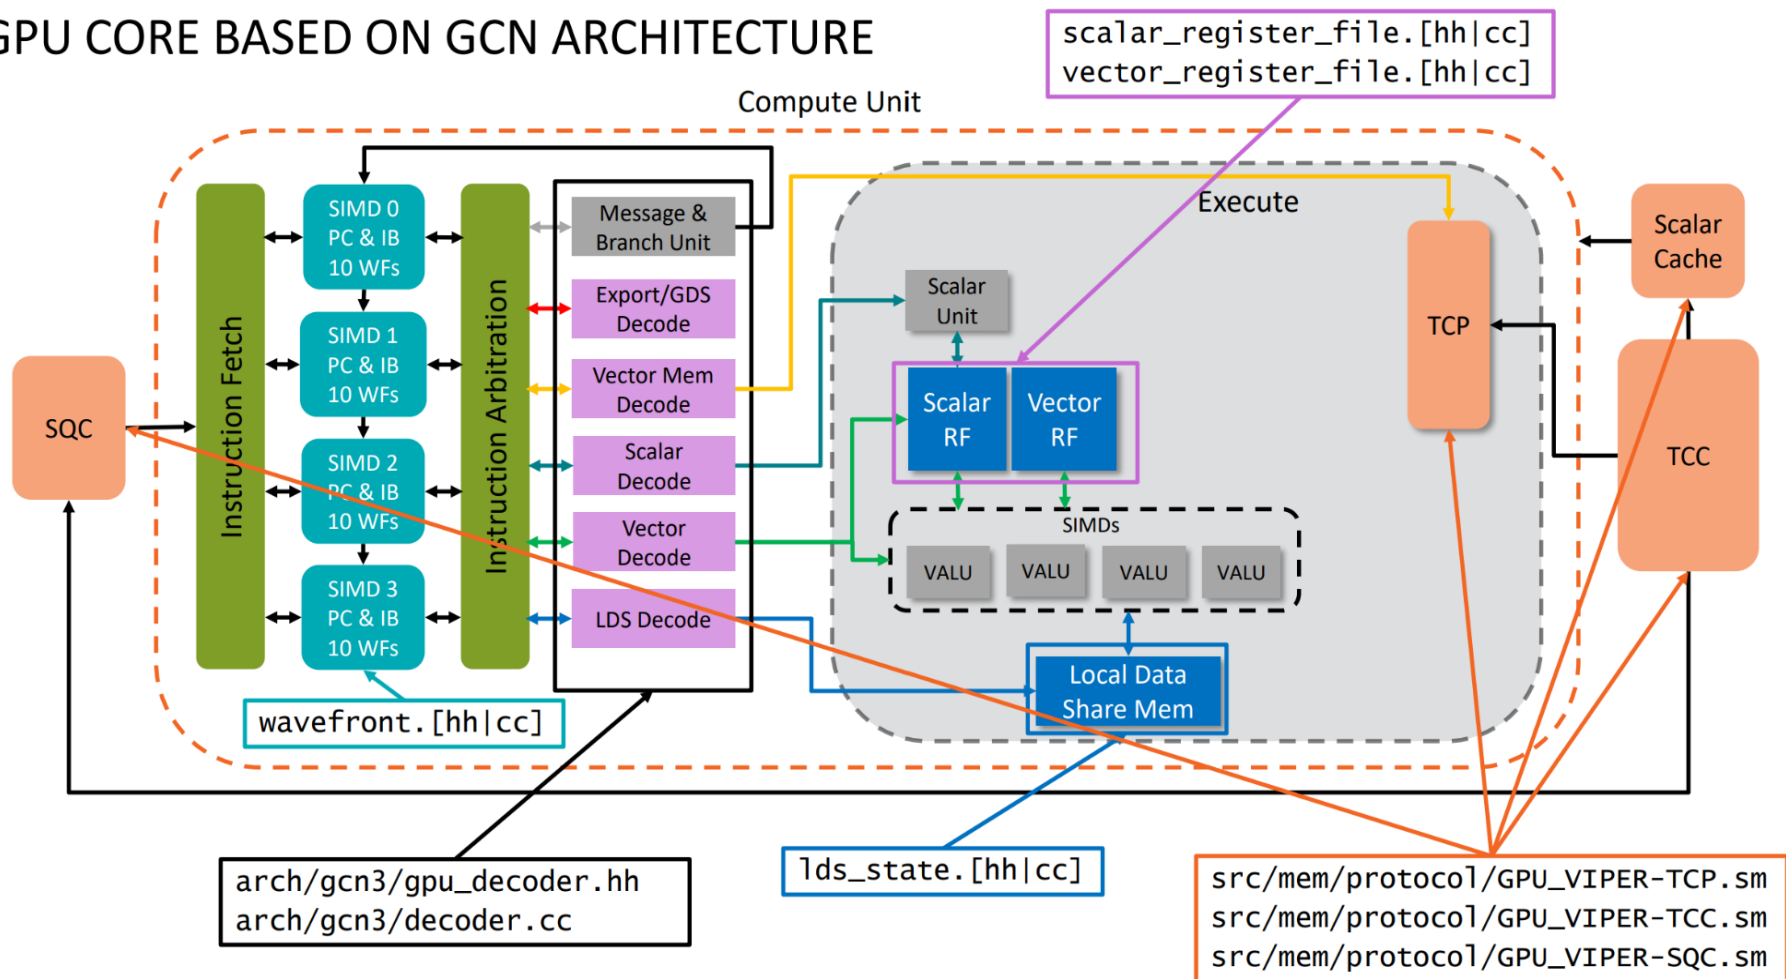 GPU CORE BASED ON GCN ARCHITECTURE
scalar_register_file.[hh|cc]
vector_register_file.[hh|cc]
Compute Unit
SQC
Instruction Fetch
SIMD 0
PC & IB
10 WFs
SIMD 1
PC & IB
10 WFs
SIMD 2
PC & IB
10 WFs
SIMD 3
PC & IB
10 WFs
Instruction Arbitration
Message &
Branch Unit
Export/GDS
Decode
Vector Mem
Decode
Scalar
Decode
Vector
Decode
LDS Decode
Execute
Scalar
Unit
Scalar
RF
Vector
RF
SIMDs
VALU
VALU
VALU
VALU
Local Data
Share Mem
TCP
Scalar
Cache
TCC
wavefront.[hh|cc]
arch/gcn3/gpu_decoder.hh
arch/gcn3/decoder.cc
lds_state.[hh|cc]
src/mem/protocol/GPU_VIPER-TCP.sm
src/mem/protocol/GPU_VIPER-TCC.sm
src/mem/protocol/GPU_VIPER-SQC.sm